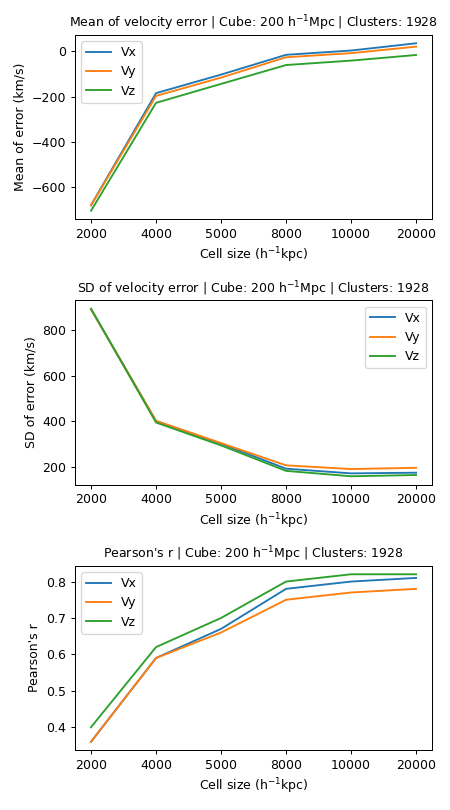 Mean of velocity error | Cube: 200 h⁻¹Mpc | Clusters: 1928
Mean of error (km/s)
0
−200
−400
−600
Vx
Vy
Vz
2000 4000 5000 8000 10000 20000
Cell size (h⁻¹kpc)
SD of velocity error | Cube: 200 h⁻¹Mpc | Clusters: 1928
SD of error (km/s)
800
600
400
200
Vx
Vy
Vz
2000 4000 5000 8000 10000 20000
Cell size (h⁻¹kpc)
Pearson's r | Cube: 200 h⁻¹Mpc | Clusters: 1928
Pearson's r
0.8
0.7
0.6
0.5
0.4
Vx
Vy
Vz
2000 4000 5000 8000 10000 20000
Cell size (h⁻¹kpc)